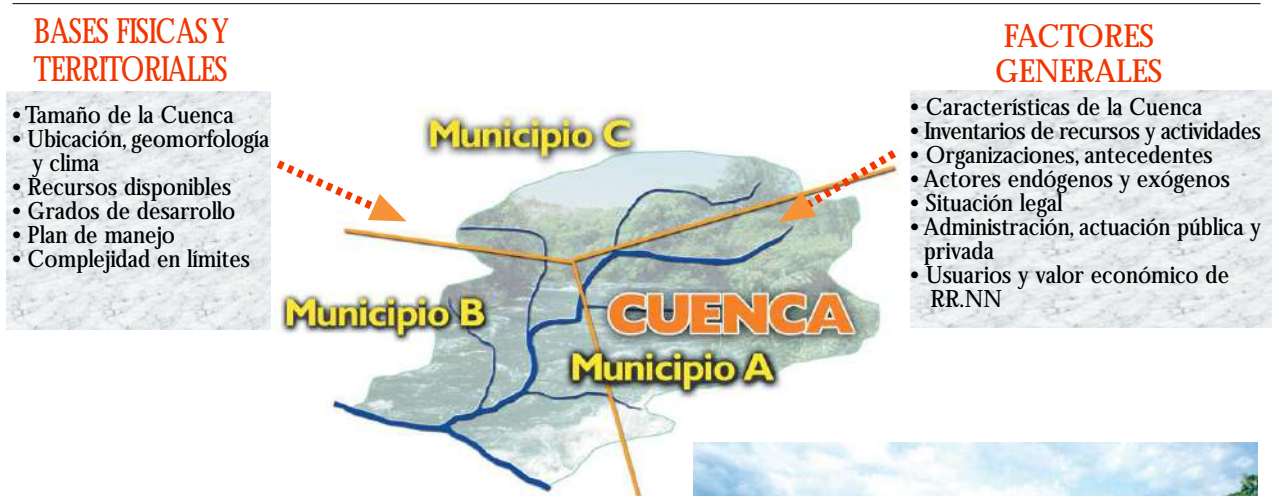 BASES FISICAS Y
TERRITORIALES
• Tamaño de la Cuenca
• Ubicación, geomorfología
y clima
• Recursos disponibles
• Grados de desarrollo
• Plan de manejo
• Complejidad en límites
Municipio C
Municipio B
CUENCA
Municipio A
FACTORES
GENERALES
• Características de la Cuenca
• Inventarios de recursos y actividades
• Organizaciones, antecedentes
• Actores endógenos y exógenos
• Situación legal
• Administración, actuación pública y
privada
• Usuarios y valor económico de
RR.NN